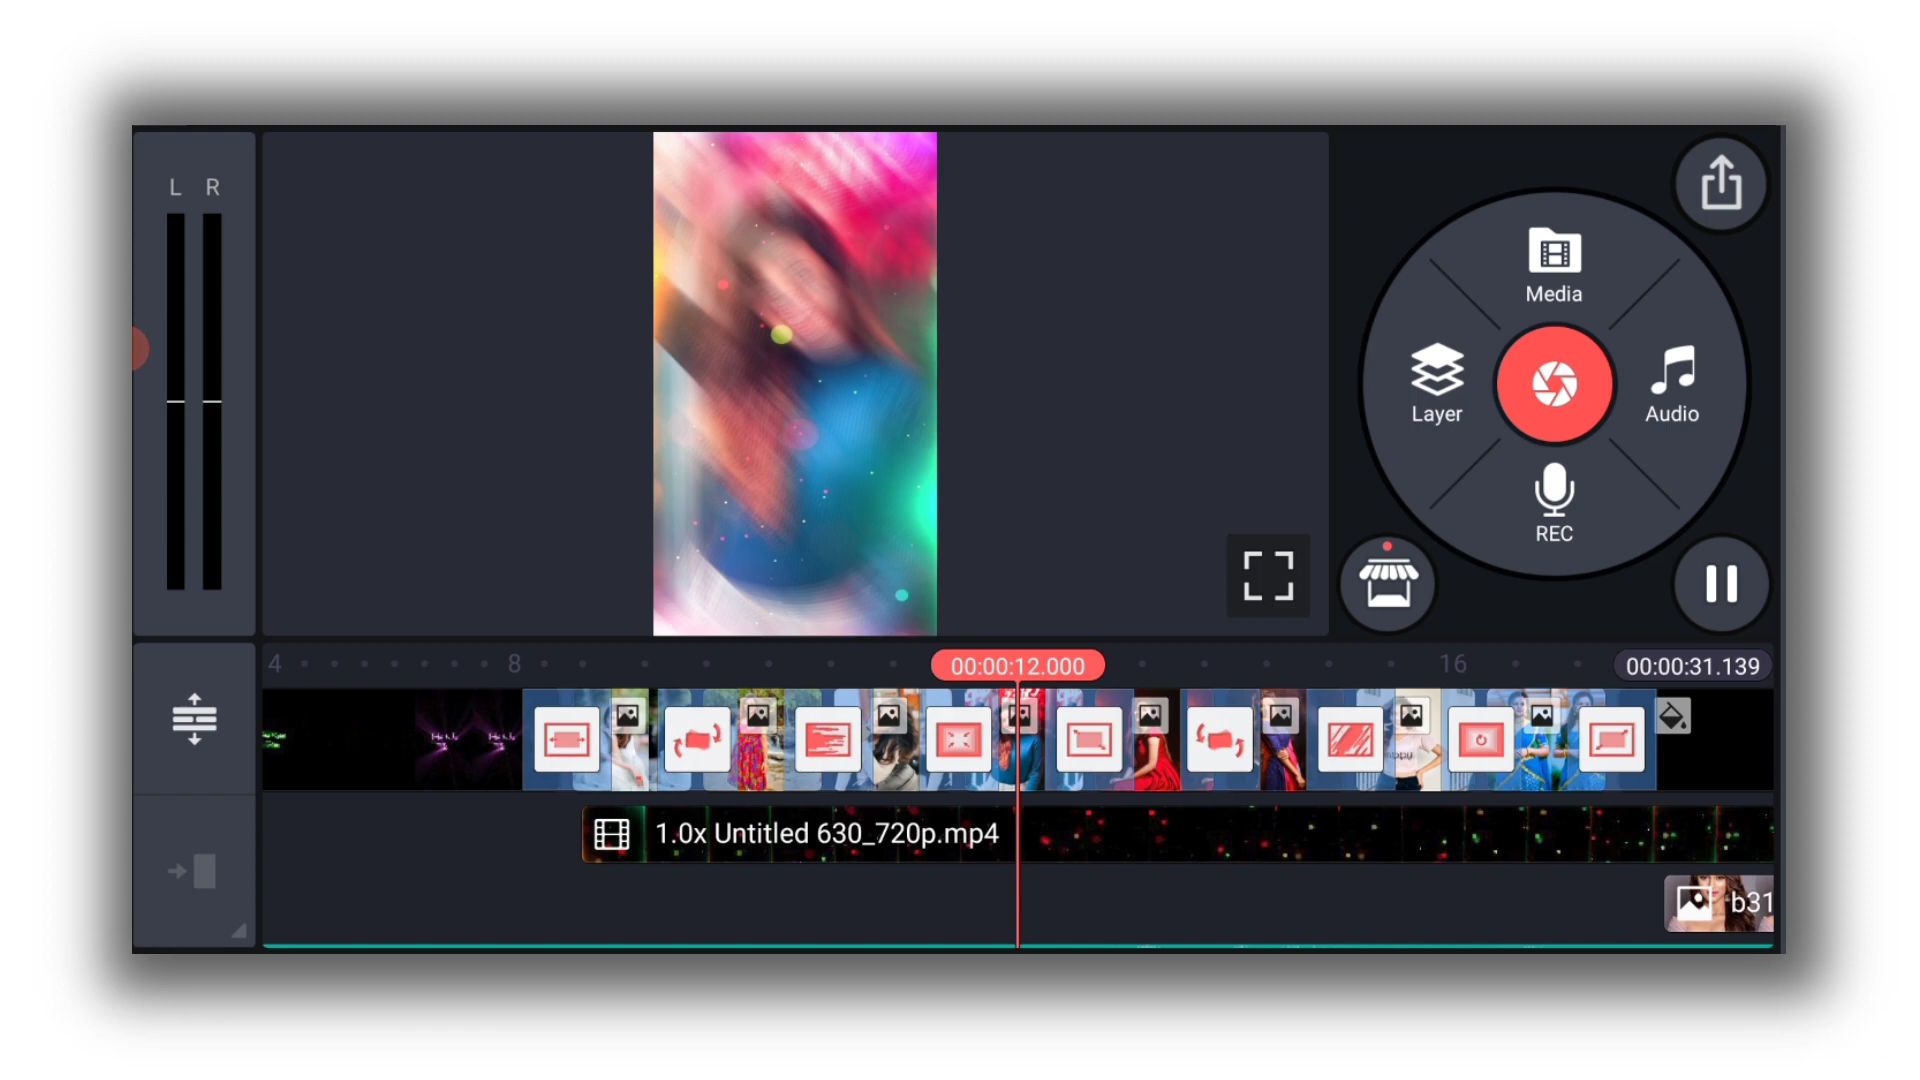 L R
Media
Layer
Audio
REC
4
8
00:00:12.000
16
00:00:31.139
1.0x Untitled 630_720p.mp4
b31